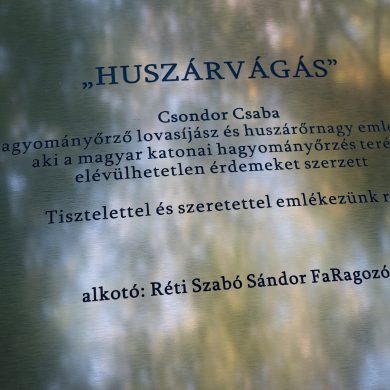 „HUSZÁRVÁGÁS”
Csondor Csaba
agyományőrző lovasíjász és huszárőrnagy emlé
aki a magyar katonai hagyományőrzés teré
elévülhetetlen érdemeket szerzett
Tisztelettel és szeretettel emlékezünk r
alkotó: Réti Szabó Sándor FaRagozó